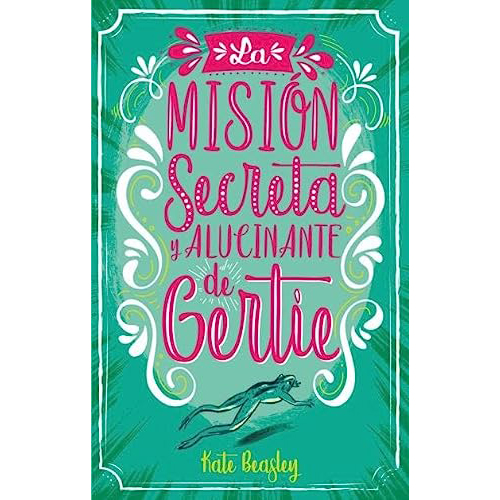 La
MISIÓN
Secreta
y ALUCINANTE
de
Gertie
Kate Beasley